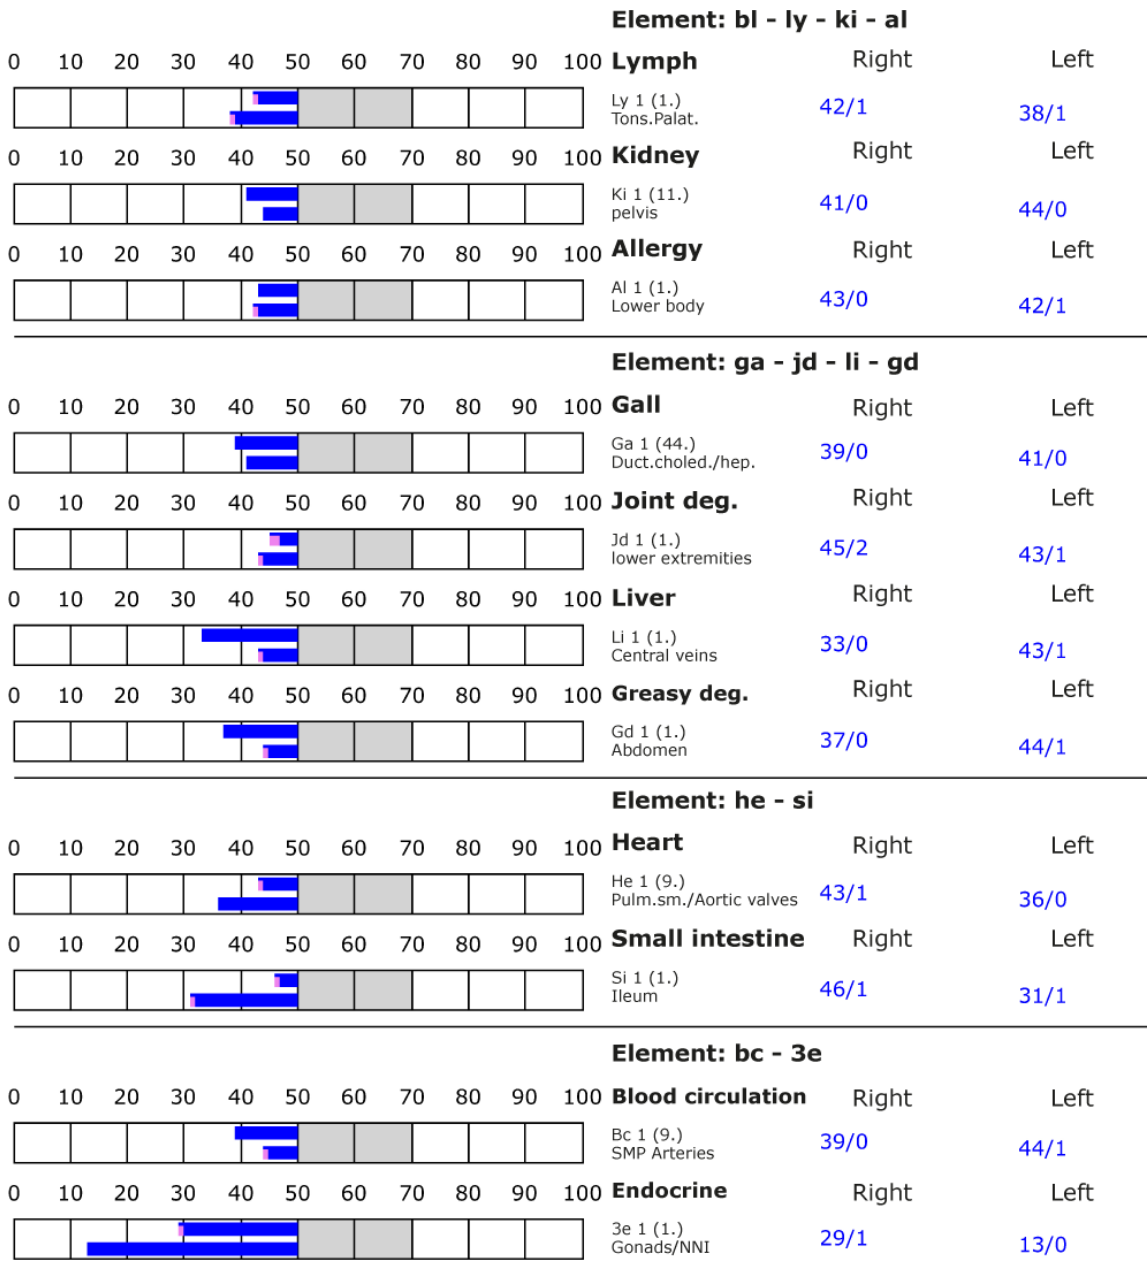 Element: bl - ly - ki - al
0 10 20 30 40 50 60 70 80 90 100 Lymph Right Left
Ly 1 (1.) 42/1 38/1
Tons.Palat.
0 10 20 30 40 50 60 70 80 90 100 Kidney Right Left
Ki 1 (11.) 41/0 44/0
pelvis
0 10 20 30 40 50 60 70 80 90 100 Allergy Right Left
Al 1 (1.) 43/0 42/1
Lower body
Element: ga - jd - li - gd
0 10 20 30 40 50 60 70 80 90 100 Gall Right Left
Ga 1 (44.) 39/0 41/0
Duct.choled./hep.
0 10 20 30 40 50 60 70 80 90 100 Joint deg. Right Left
Jd 1 (1.) 45/2 43/1
lower extremities
0 10 20 30 40 50 60 70 80 90 100 Liver Right Left
Li 1 (1.) 33/0 43/1
Central veins
0 10 20 30 40 50 60 70 80 90 100 Greasy deg. Right Left
Gd 1 (1.) 37/0 44/1
Abdomen
Element: he - si
0 10 20 30 40 50 60 70 80 90 100 Heart Right Left
He 1 (9.) 43/1 36/0
Pulm.sm./Aortic valves
0 10 20 30 40 50 60 70 80 90 100 Small intestine Right Left
Si 1 (1.) 46/1 31/1
Ileum
Element: bc - 3e
0 10 20 30 40 50 60 70 80 90 100 Blood circulation Right Left
Bc 1 (9.) 39/0 44/1
SMP Arteries
0 10 20 30 40 50 60 70 80 90 100 Endocrine Right Left
3e 1 (1.) 29/1 13/0
Gonads/NNI